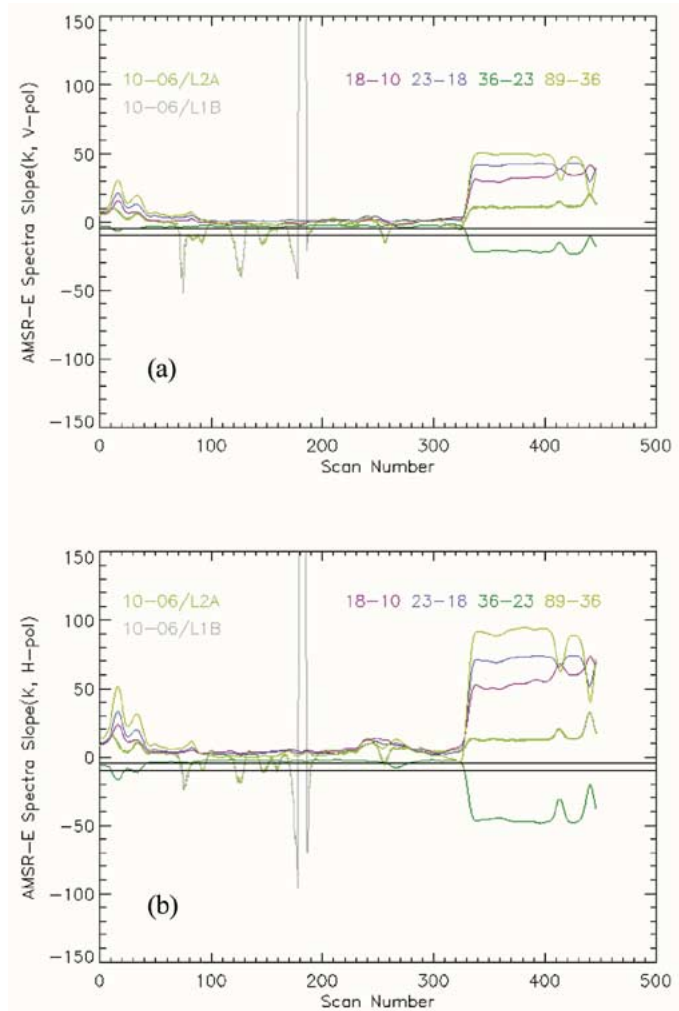 AMSR-E Spectra Slope(K, V-pol)
150
100
50
0
-50
-100
-150
10-06/L2A
10-06/L1B
18-10 23-18 36-23 89-36
(a)
0 100 200 300 400 500
Scan Number
AMSR-E Spectra Slope(K, H-pol)
150
100
50
0
-50
-100
-150
10-06/L2A
10-06/L1B
18-10 23-18 36-23 89-36
(b)
0 100 200 300 400 500
Scan Number